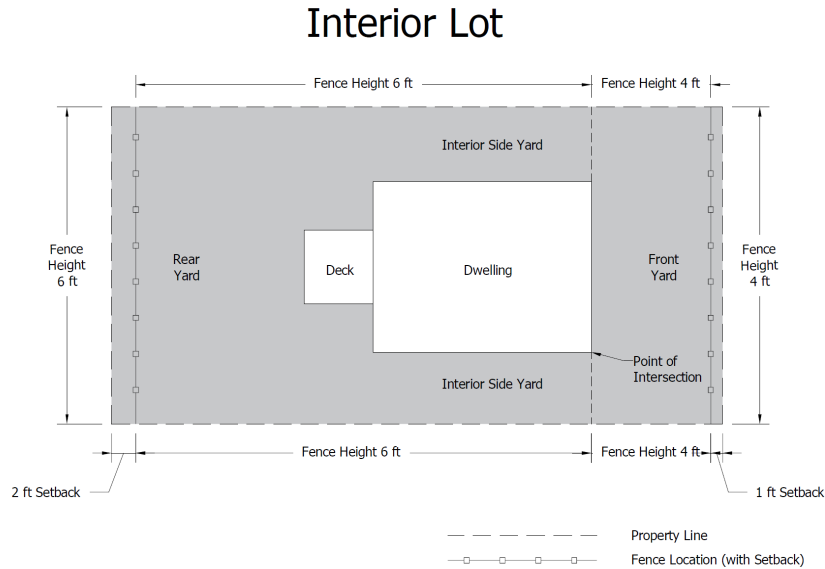 Interior Lot
Fence Height 6 ft
Fence Height 4 ft
Interior Side Yard
Fence
Height
6 ft
Rear
Yard
Deck
Dwelling
Front
Yard
Fence
Height
4 ft
Point of
Intersection
Interior Side Yard
Fence Height 6 ft
Fence Height 4 ft
2 ft Setback
1 ft Setback
Property Line
Fence Location (with Setback)